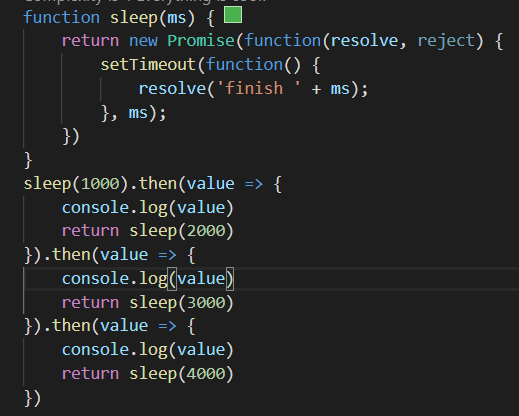 function sleep(ms) {
    return new Promise(function(resolve, reject) {
        setTimeout(function() {
            resolve('finish ' + ms);
        }, ms);
    })
}
sleep(1000).then(value => {
    console.log(value)
    return sleep(2000)
}).then(value => {
    console.log(value)
    return sleep(3000)
}).then(value => {
    console.log(value)
    return sleep(4000)
})